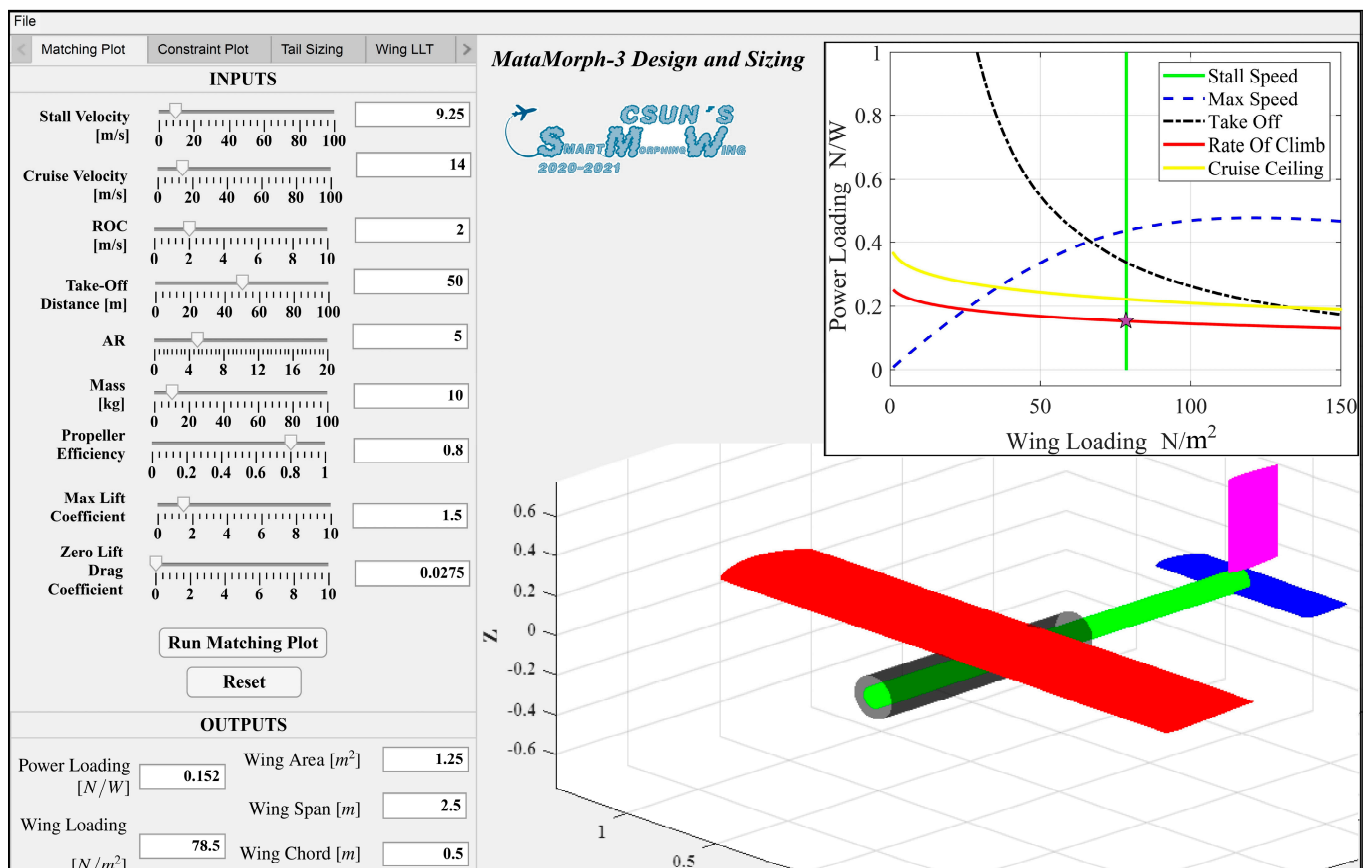 File
Matching Plot
Constraint Plot
Tail Sizing
Wing LLT
INPUTS
Stall Velocity
[m/s]
0 20 40 60 80 100
9.25
Cruise Velocity
[m/s]
0 20 40 60 80 100
14
ROC
[m/s]
0 2 4 6 8 10
2
Take-Off
Distance [m]
0 20 40 60 80 100
50
AR
0 4 8 12 16 20
5
Mass
[kg]
0 20 40 60 80 100
10
Propeller
Efficiency
0 0.2 0.4 0.6 0.8 1
0.8
Max Lift
Coefficient
0 2 4 6 8 10
1.5
Zero Lift
Drag
Coefficient
0 2 4 6 8 10
0.0275
Run Matching Plot
Reset
OUTPUTS
Power Loading
[N/W]
0.152
Wing Loading
[N/m²]
78.5
Wing Area [m²]
1.25
Wing Span [m]
2.5
Wing Chord [m]
0.5
MataMorph-3 Design and Sizing
CSUN'S
SMART MORPHING WING
2020-2021
Power Loading N/W
1
0.8
0.6
0.4
0.2
0
0 50 100 150
Wing Loading N/m²
Stall Speed
Max Speed
Take Off
Rate Of Climb
Cruise Ceiling
Z
0.6
0.4
0.2
0
-0.2
-0.4
-0.6
1
0.5